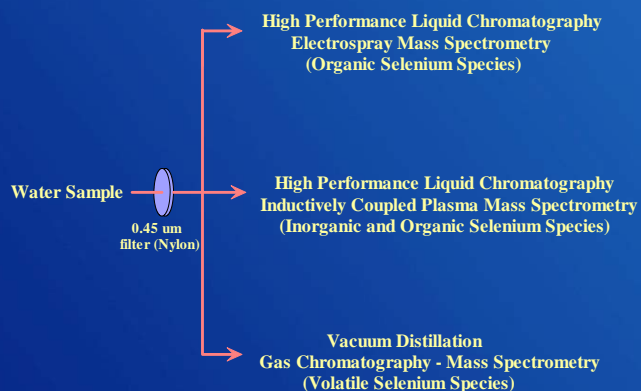 High Performance Liquid Chromatography
Electrospray Mass Spectrometry
(Organic Selenium Species)
Water Sample
0.45 um
filter (Nylon)
High Performance Liquid Chromatography
Inductively Coupled Plasma Mass Spectrometry
(Inorganic and Organic Selenium Species)
Vacuum Distillation
Gas Chromatography - Mass Spectrometry
(Volatile Selenium Species)